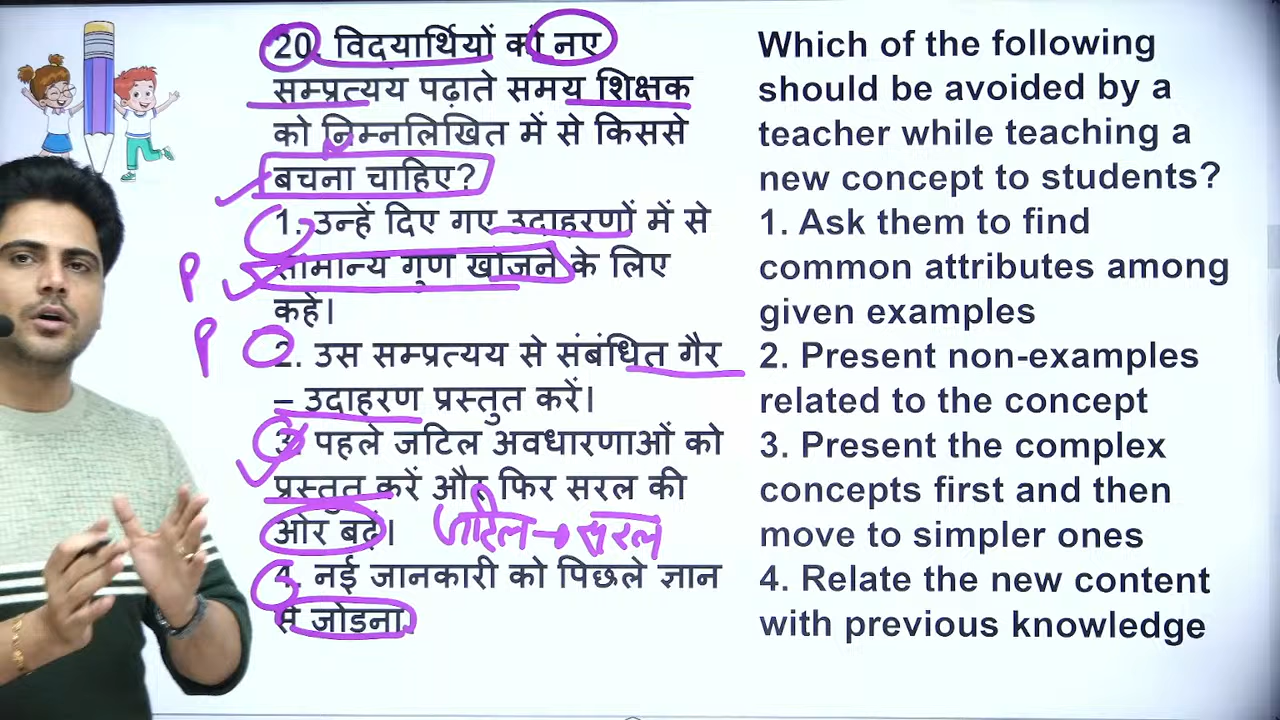 20. विद्यार्थियों को नए
सम्प्रत्यय पढ़ाते समय शिक्षक
को निम्नलिखित में से किससे
बचना चाहिए?
1. उन्हें दिए गए उदाहरणों में से
सामान्य गुण खोजने के लिए
कहें।
2. उस सम्प्रत्यय से संबंधित गैर
– उदाहरण प्रस्तुत करें।
3. पहले जटिल अवधारणाओं को
प्रस्तुत करें और फिर सरल की
ओर बढ़ें।
जटिल → सरल
4. नई जानकारी को पिछले ज्ञान
से जोडना.
P
P
Which of the following
should be avoided by a
teacher while teaching a
new concept to students?
1. Ask them to find
common attributes among
given examples
2. Present non-examples
related to the concept
3. Present the complex
concepts first and then
move to simpler ones
4. Relate the new content
with previous knowledge